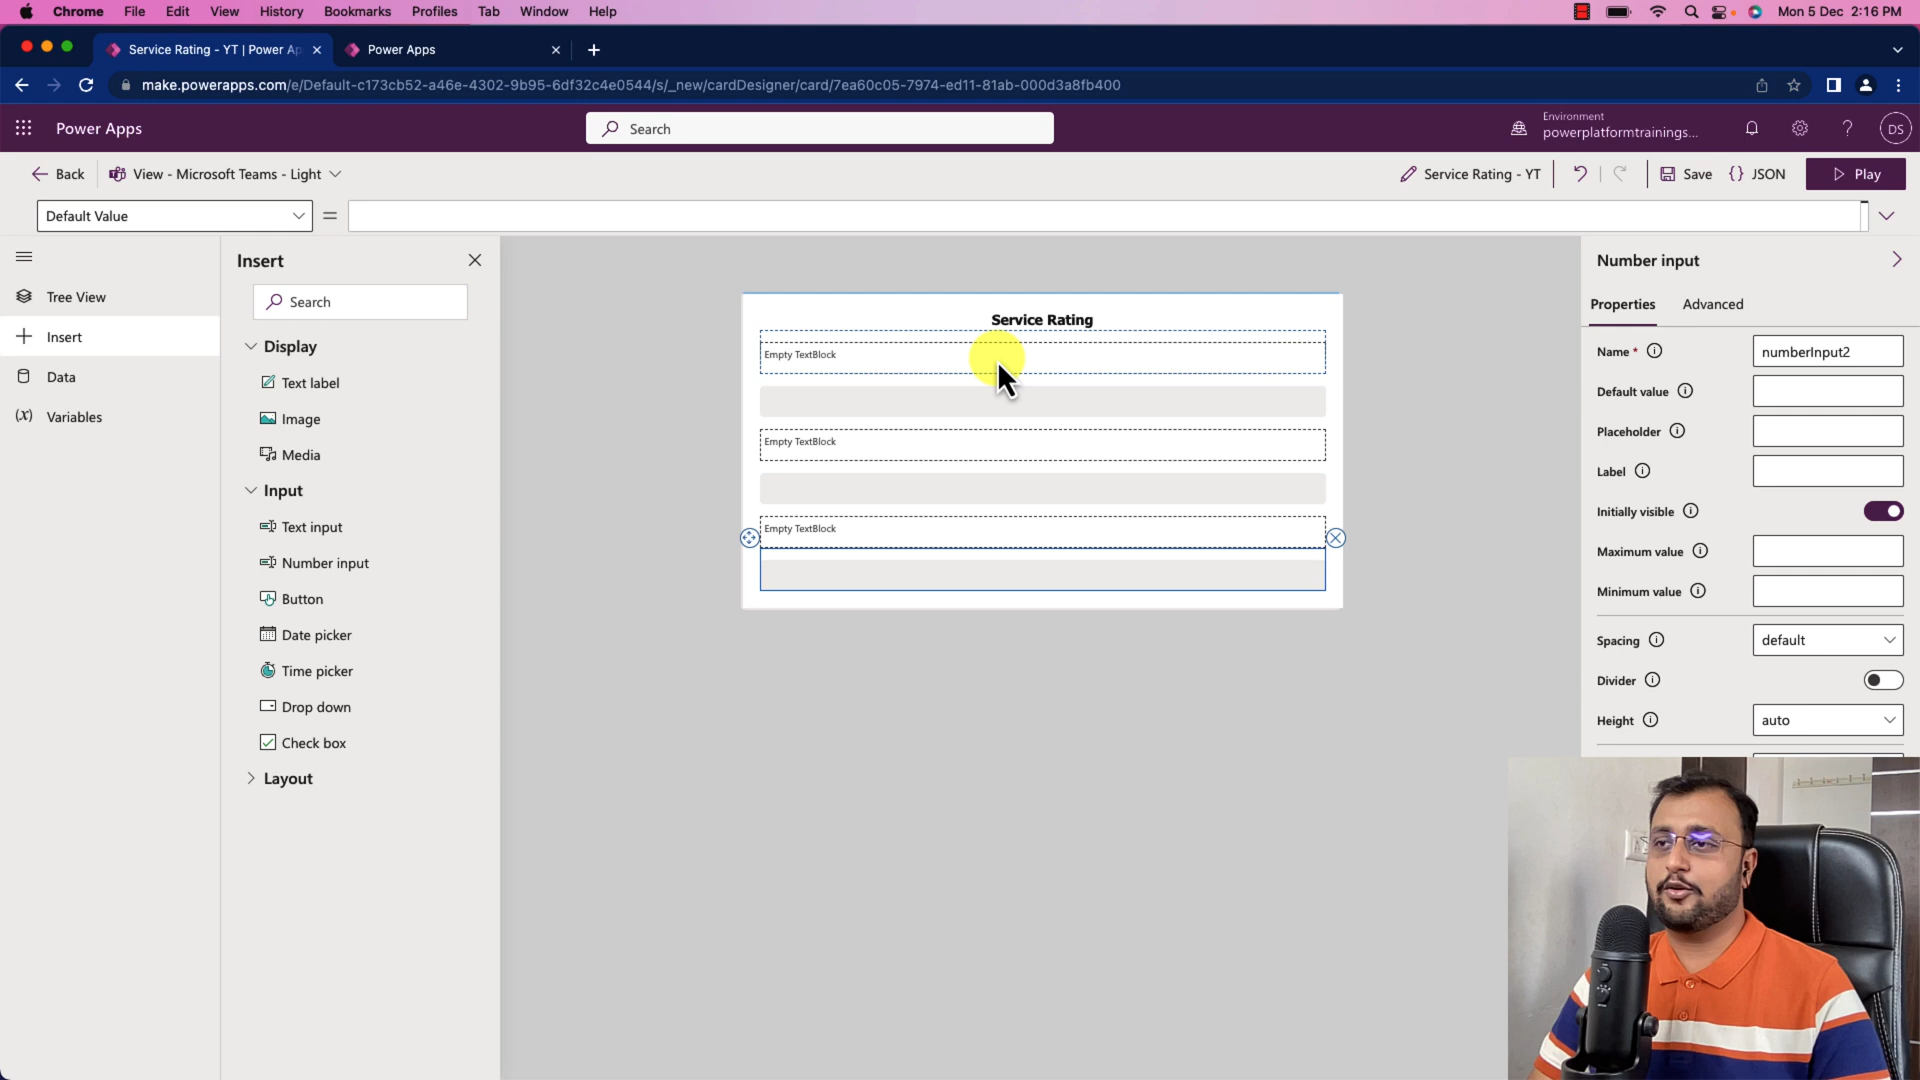 Chrome File Edit View History Bookmarks Profiles Tab Window Help Mon 5 Dec 2:16 PM
Service Rating - YT | Power Ap Power Apps
make.powerapps.com/e/Default-c173cb52-a46e-4302-9b95-6df32c4e0544/s/_new/cardDesigner/card/7ea60c05-7974-ed11-81ab-000d3a8fb400
Power Apps Search Environment
powerplatformtrainings... ? DS
Back View - Microsoft Teams - Light Service Rating - YT Save {} JSON Play
Default Value =
Insert
Search
Tree View
Insert
Data
(x) Variables
Display
Text label
Image
Media
Input
Text input
Number input
Button
Date picker
Time picker
Drop down
Check box
Layout
Service Rating
Empty TextBlock
Empty TextBlock
Empty TextBlock
Number input
Properties Advanced
Name * numberInput2
Default value
Placeholder
Label
Initially visible
Maximum value
Minimum value
Spacing default
Divider
Height auto